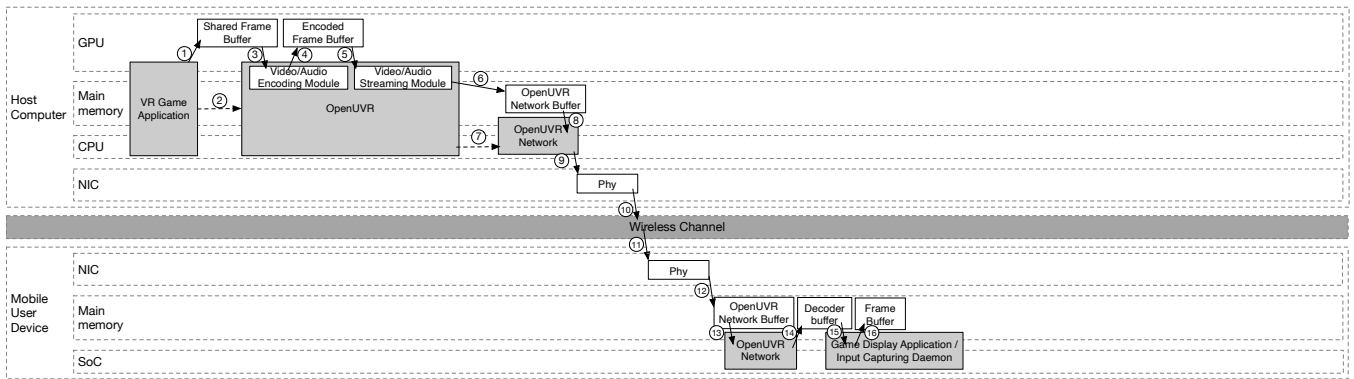 GPU
Shared Frame
Buffer
Encoded
Frame Buffer
1
3
4
5
Video/Audio
Encoding Module
Video/Audio
Streaming Module
6
Host
Computer
Main
memory
VR Game
Application
2
OpenUVR
OpenUVR
Network Buffer
8
7
OpenUVR
Network
CPU
9
NIC
Phy
10
Wireless Channel
11
NIC
Phy
12
Mobile
User
Device
Main
memory
OpenUVR
Network Buffer
Decoder
buffer
Frame
Buffer
13
14
15
16
OpenUVR
Network
Game Display Application /
Input Capturing Daemon
SoC